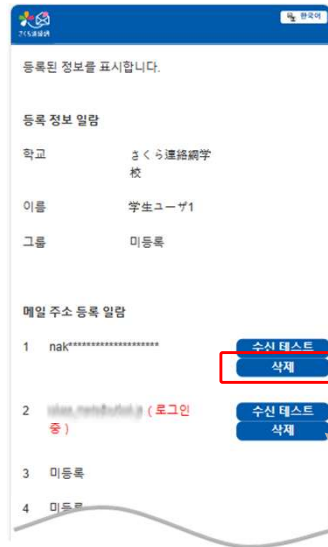 さくら連絡網
한국어
등록된 정보를 표시합니다.
등록 정보 일람
학교 さくら連絡網学
校
이름 学生ユーザ1
그룹 미등록
메일 주소 등록 일람
1 nak********************
수신 테스트
삭제
2 (로그인
중)
수신 테스트
삭제
3 미등록
4 미등록